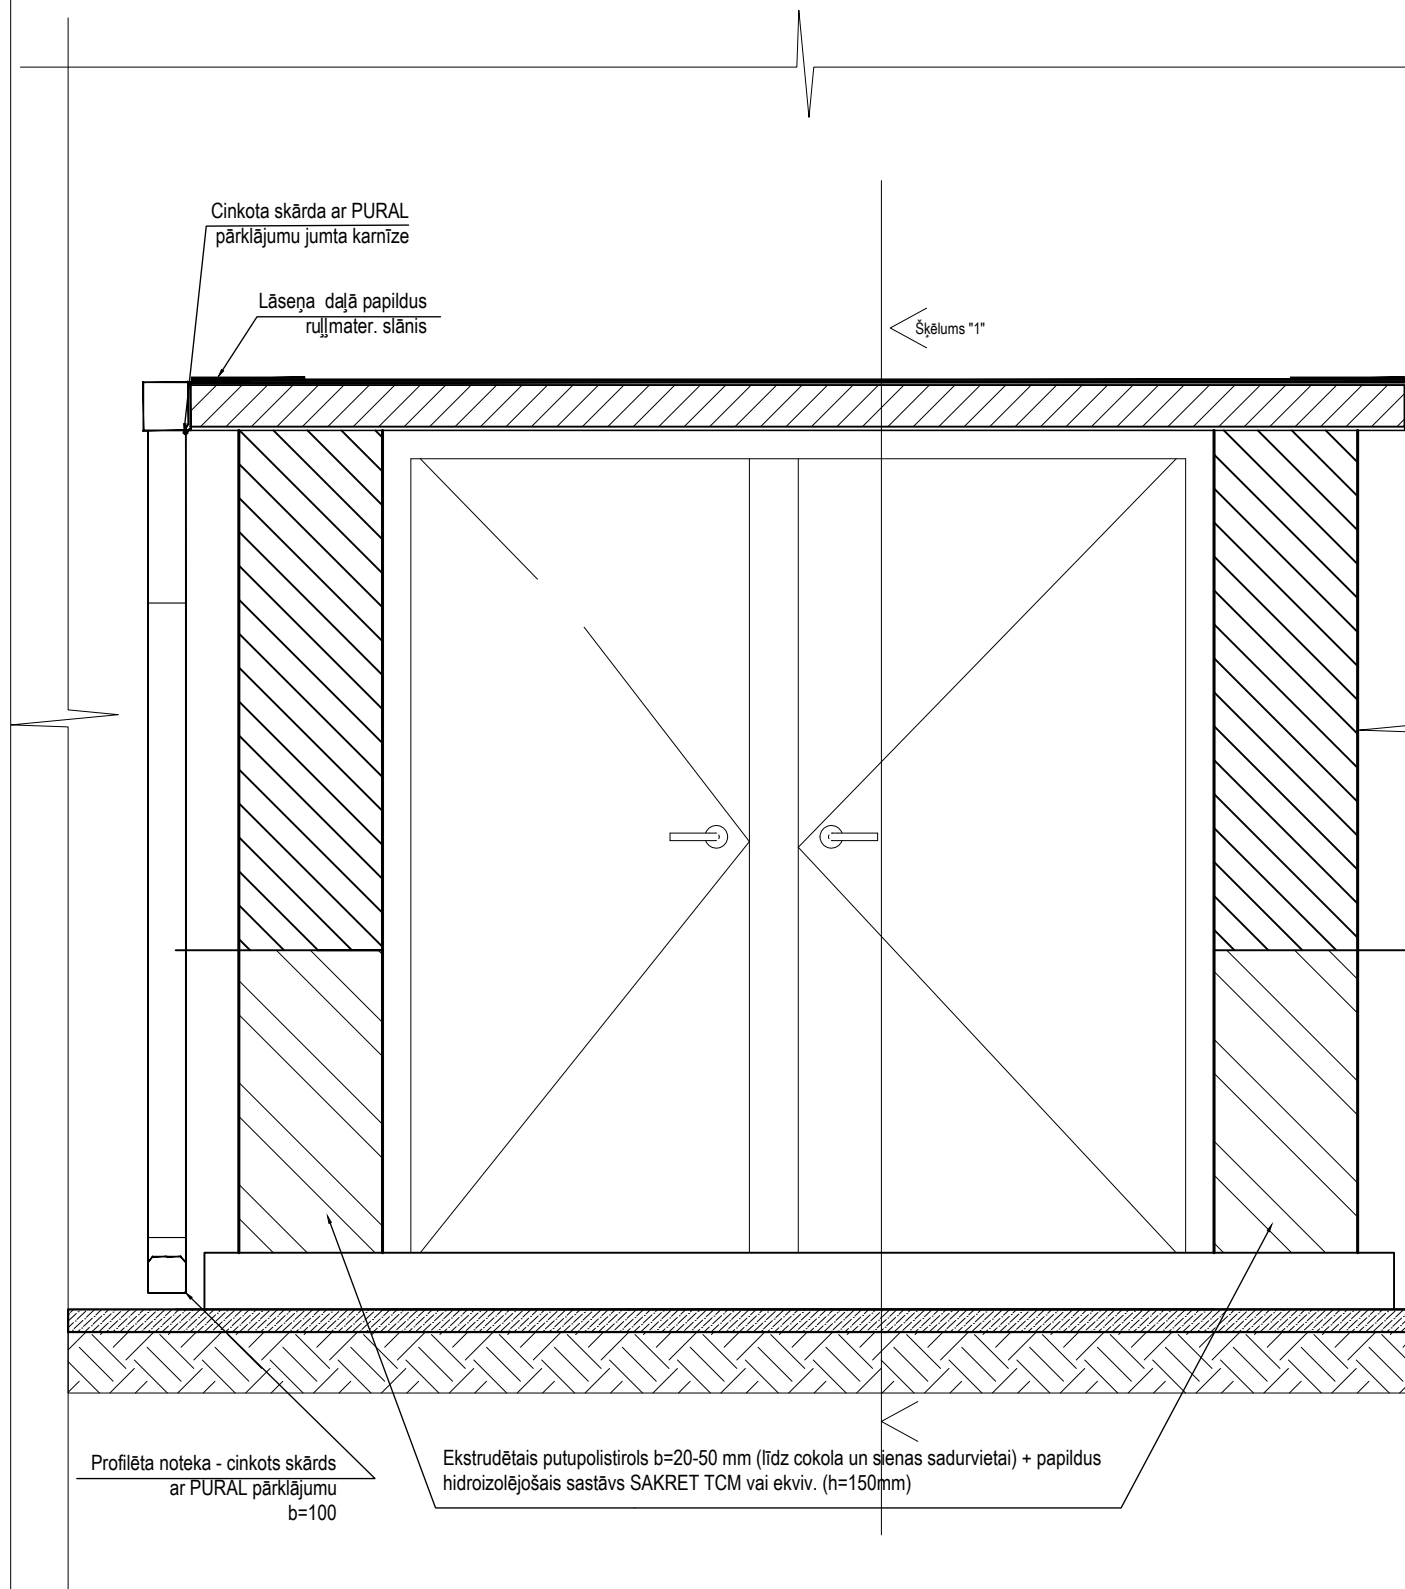 Cinkota skārda ar PURAL
pārklājumu jumta karnīze
Lāseņa daļā papildus
ruļļmater. slānis
Šķēlums "1"
Profilēta noteka - cinkots skārds
ar PURAL pārklājumu
b=100
Ekstrudētais putupolistirols b=20-50 mm (līdz cokola un sienas sadurvietai) + papildus
hidroizolējošais sastāvs SAKRET TCM vai ekviv. (h=150mm)